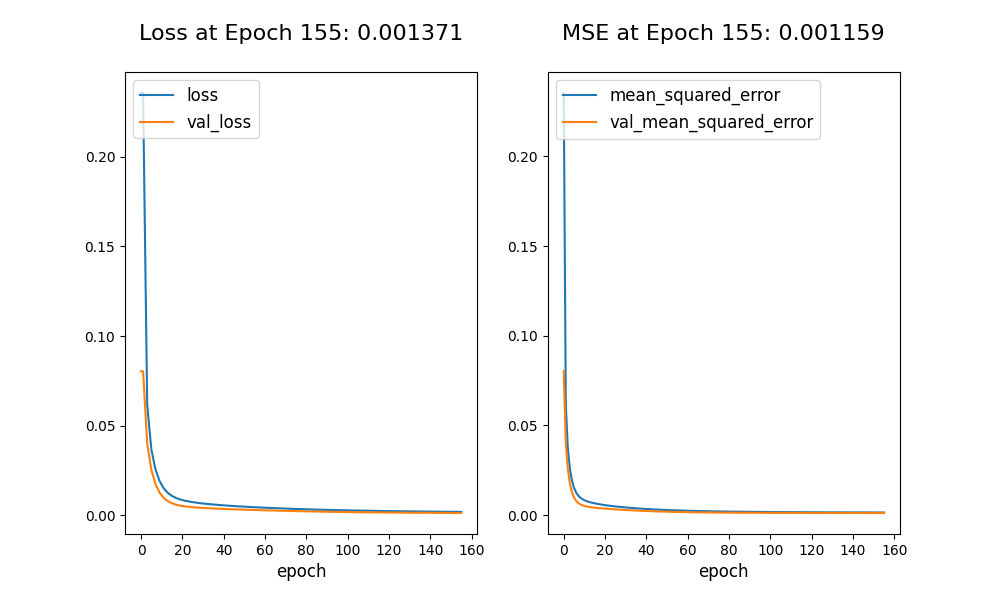 Loss at Epoch 155: 0.001371
loss
val_loss
0.20
0.15
0.10
0.05
0.00
0 20 40 60 80 100 120 140 160
epoch
MSE at Epoch 155: 0.001159
mean_squared_error
val_mean_squared_error
0.20
0.15
0.10
0.05
0.00
0 20 40 60 80 100 120 140 160
epoch